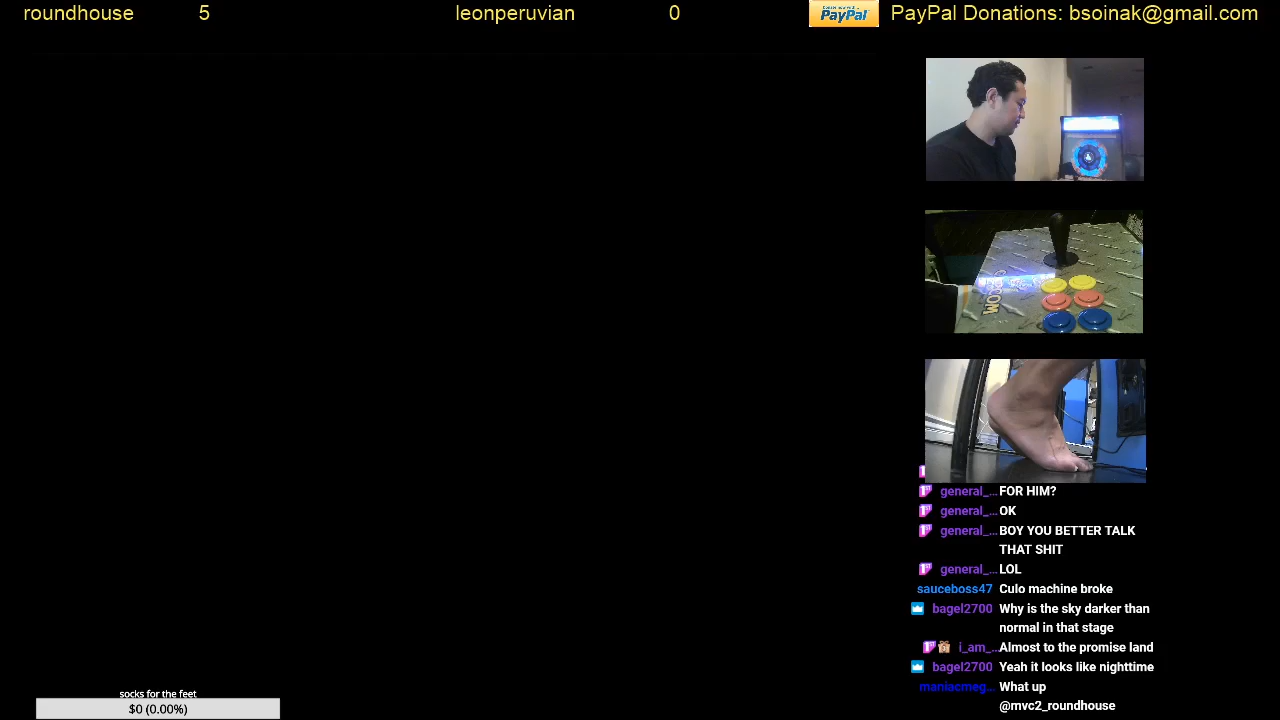 roundhouse 5 leonperuvian 0 PayPal PayPal Donations: bsoinak@gmail.com
general_... FOR HIM?
general_... OK
general_... BOY YOU BETTER TALK
THAT SHIT
general_... LOL
sauceboss47 Culo machine broke
bagel2700 Why is the sky darker than
normal in that stage
i_am_... Almost to the promise land
bagel2700 Yeah it looks like nighttime
maniacmeg... What up
@mvc2_roundhouse
socks for the feet
$0 (0.00%)